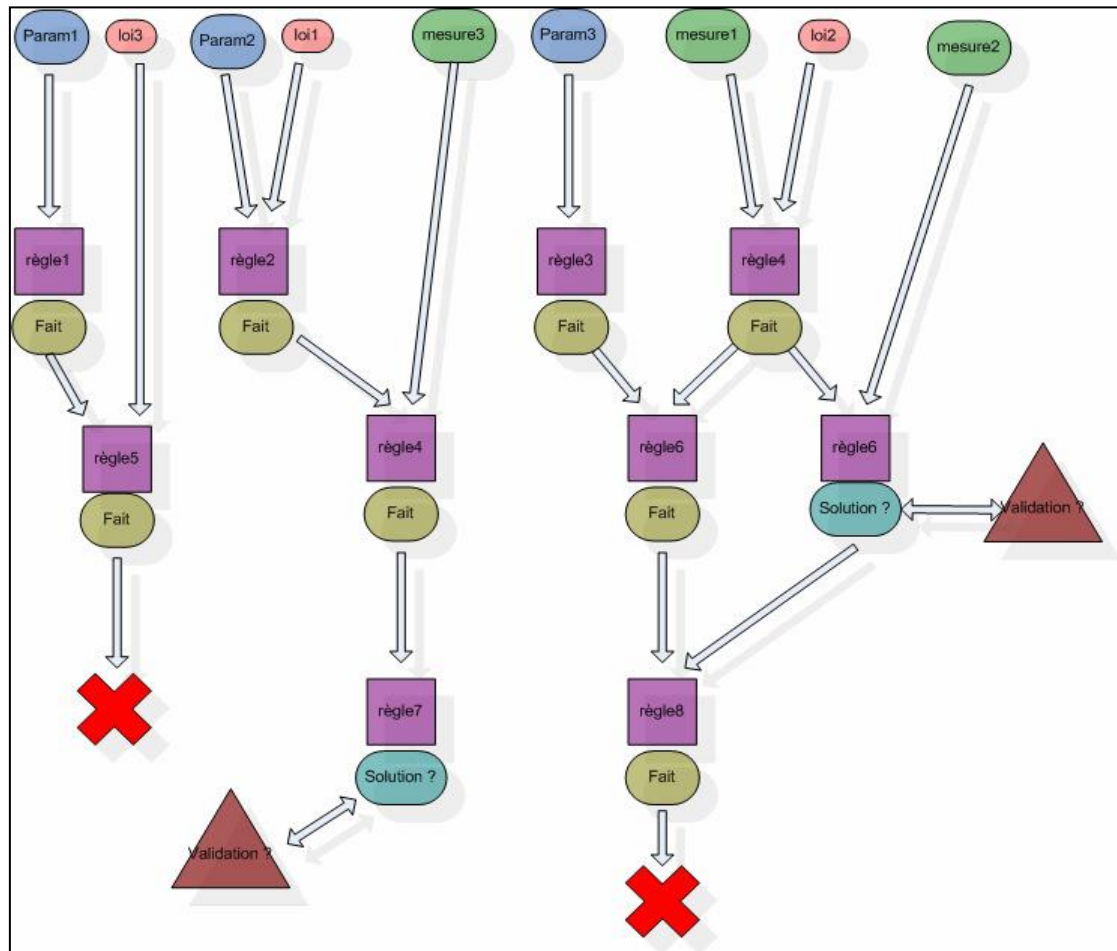 Param1
loi3
Param2
loi1
mesure3
Param3
mesure1
loi2
mesure2
règle1
règle2
règle3
règle4
Fait
Fait
Fait
Fait
règle5
règle4
règle6
règle6
Fait
Fait
Fait
Solution ?
Validation ?
règle7
règle8
Solution ?
Fait
Validation ?